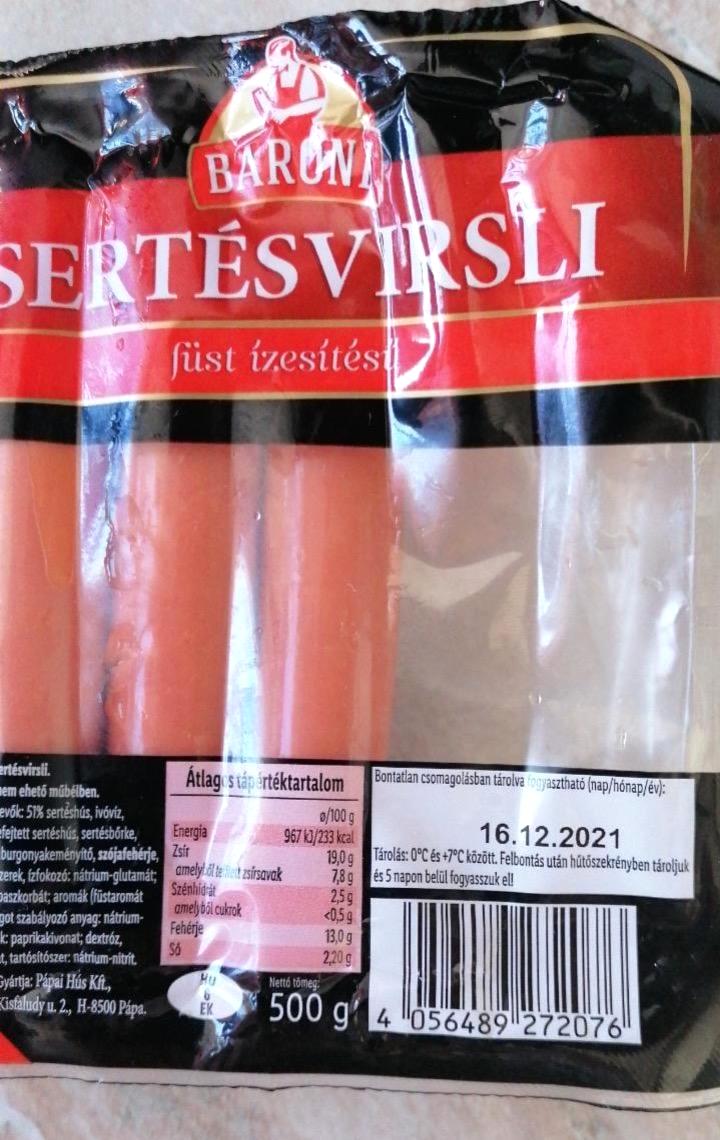 BARONI
SERTÉSVIRSLI
füst ízesítésű
ertésvirsli.
em ehető műbélben.
evők: 51% sertéshús, ivóvíz,
efejtett sertéshús, sertésbőrke,
burgonyakeményítő, szójafehérje,
zerek, ízfokozó: nátrium-glutamát;
paszkorbát; aromák (füstaromát
got szabályozó anyag: nátrium-
k: paprikakivonat; dextróz,
t, tartósítószer: nátrium-nitrit.
Gyártja: Pápai Hús Kft.,
Kisfaludy u. 2., H-8500 Pápa.
Átlagos tápértéktartalom
ø/100 g
Energia 967 kJ/233 kcal
Zsír 19,0 g
amelyből telített zsírsavak 7,8 g
Szénhidrát 2,5 g
amelyből cukrok <0,5 g
Fehérje 13,0 g
Só 2,20 g
HU
6
EK
Nettó tömeg:
500 g
Bontatlan csomagolásban tárolva fogyasztható (nap/hónap/év):
16.12.2021
Tárolás: 0°C és +7°C között. Felbontás után hűtőszekrényben tároljuk
és 5 napon belül fogyasszuk el!
4 056489 272076